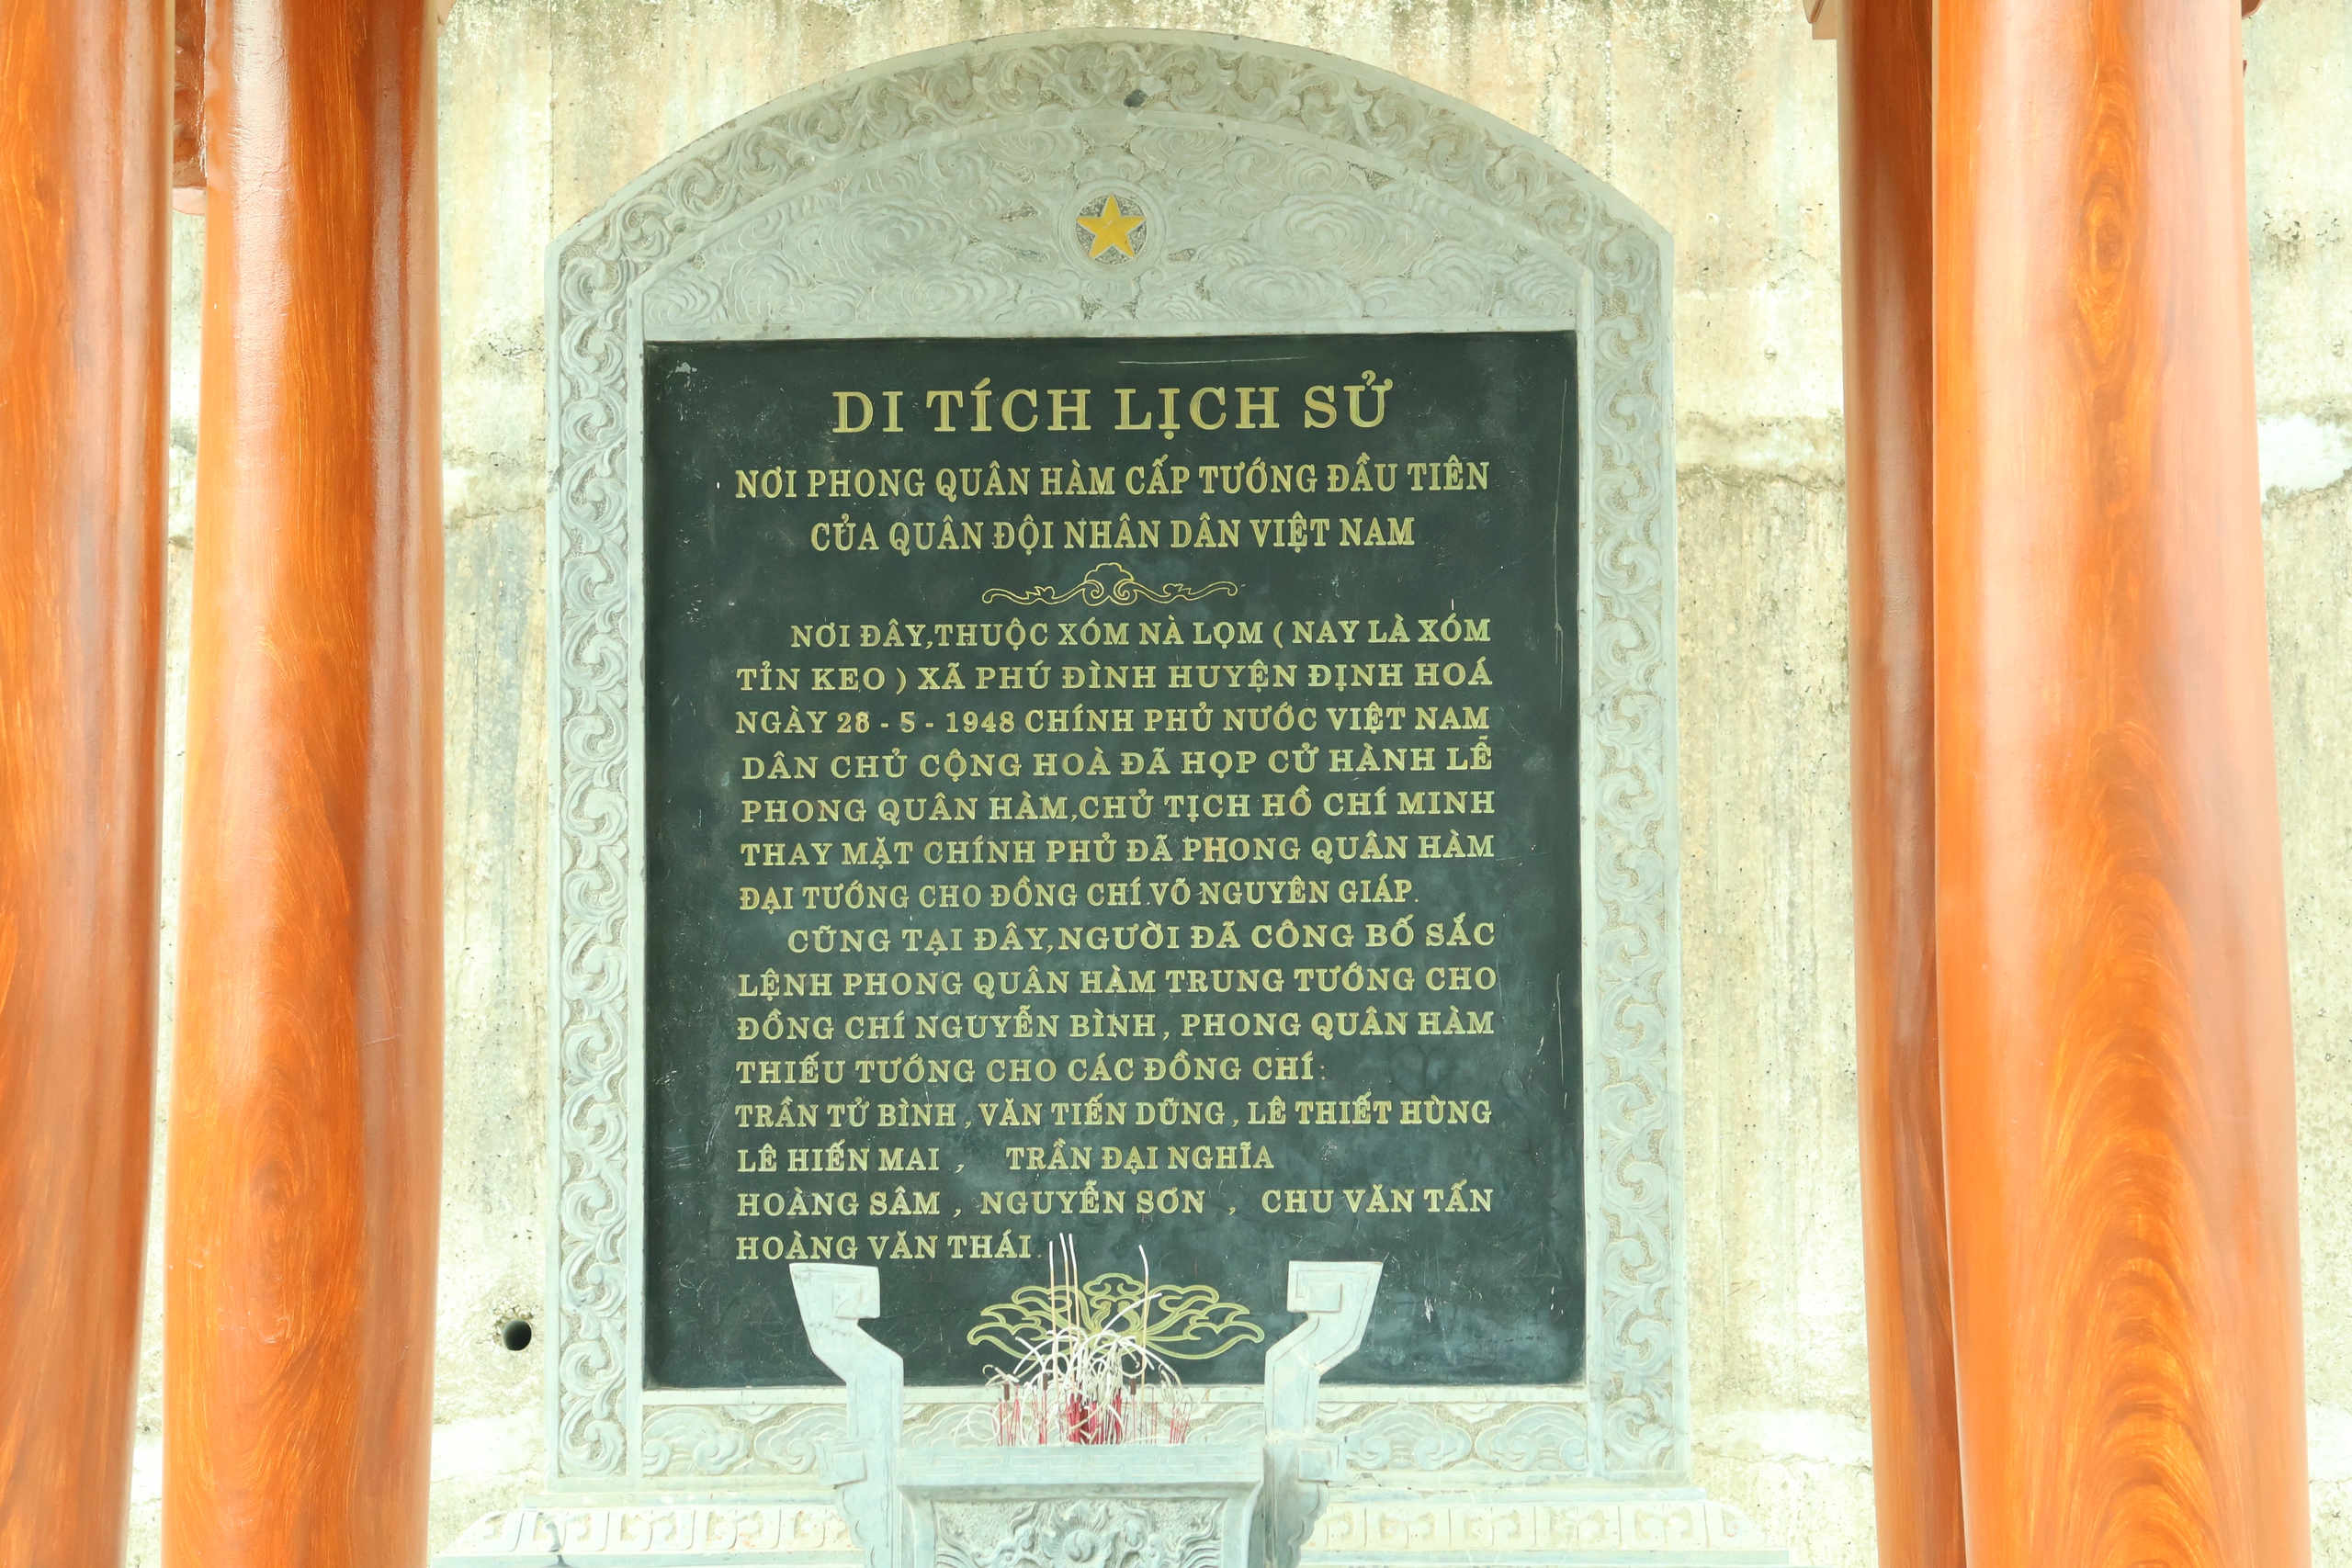 DI TÍCH LỊCH SỬ
NƠI PHONG QUÂN HÀM CẤP TƯỚNG ĐẦU TIÊN
CỦA QUÂN ĐỘI NHÂN DÂN VIỆT NAM
NƠI ĐÂY,THUỘC XÓM NÀ LỌM ( NAY LÀ XÓM
TỈN KEO ) XÃ PHÚ ĐÌNH HUYỆN ĐỊNH HOÁ
NGÀY 28 - 5 - 1948 CHÍNH PHỦ NƯỚC VIỆT NAM
DÂN CHỦ CỘNG HOÀ ĐÃ HỌP CỬ HÀNH LỄ
PHONG QUÂN HÀM,CHỦ TỊCH HỒ CHÍ MINH
THAY MẶT CHÍNH PHỦ ĐÃ PHONG QUÂN HÀM
ĐẠI TƯỚNG CHO ĐỒNG CHÍ VÕ NGUYÊN GIÁP.
CŨNG TẠI ĐÂY,NGƯỜI ĐÃ CÔNG BỐ SẮC
LỆNH PHONG QUÂN HÀM TRUNG TƯỚNG CHO
ĐỒNG CHÍ NGUYỄN BÌNH , PHONG QUÂN HÀM
THIẾU TƯỚNG CHO CÁC ĐỒNG CHÍ:
TRẦN TỬ BÌNH , VĂN TIẾN DŨNG , LÊ THIẾT HÙNG
LÊ HIẾN MAI , TRẦN ĐẠI NGHĨA
HOÀNG SÂM , NGUYỄN SƠN , CHU VĂN TẤN
HOÀNG VĂN THÁI.